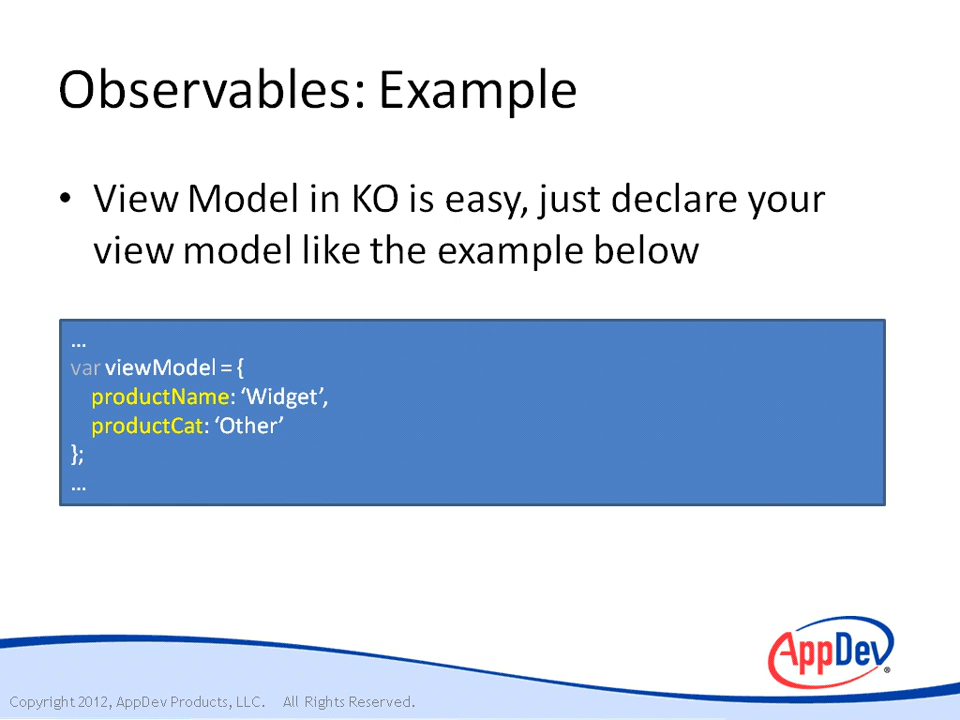 Observables: Example
• View Model in KO is easy, just declare your
view model like the example below
...
var viewModel = {
productName: ‘Widget’,
productCat: ‘Other’
};
...
AppDev®
Copyright 2012, AppDev Products, LLC. All Rights Reserved.